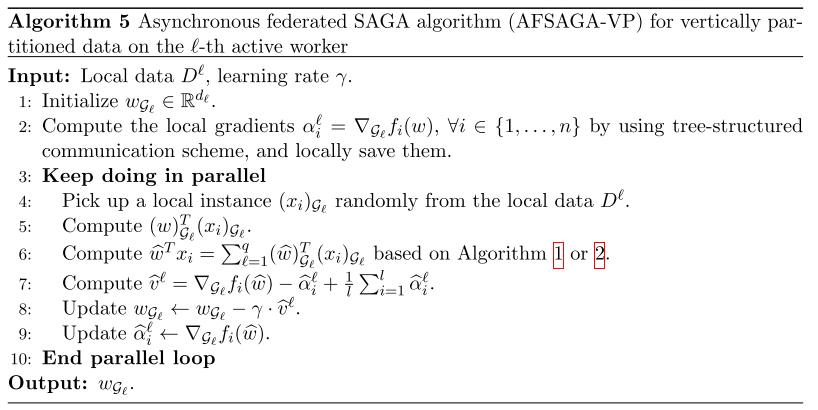 Algorithm 5 Asynchronous federated SAGA algorithm (AFSAGA-VP) for vertically par-
titioned data on the ℓ-th active worker
Input: Local data $D^{\ell}$, learning rate $\gamma$.
1: Initialize $w_{\mathcal{G}_\ell} \in \mathbb{R}^{d_\ell}$.
2: Compute the local gradients $\alpha_i^{\ell} = \nabla_{\mathcal{G}_\ell} f_i(w)$, $\forall i \in \{1, \ldots, n\}$ by using tree-structured
communication scheme, and locally save them.
3: Keep doing in parallel
4: Pick up a local instance $(x_i)_{\mathcal{G}_\ell}$ randomly from the local data $D^{\ell}$.
5: Compute $(w)_{\mathcal{G}_\ell}^T (x_i)_{\mathcal{G}_\ell}$.
6: Compute $\widehat{w}^T x_i = \sum_{\ell=1}^{q} (\widehat{w})_{\mathcal{G}_\ell}^T (x_i)_{\mathcal{G}_\ell}$ based on Algorithm 1 or 2.
7: Compute $\widehat{v}^{\ell} = \nabla_{\mathcal{G}_\ell} f_i(\widehat{w}) - \widehat{\alpha}_i^{\ell} + \frac{1}{l} \sum_{i=1}^{l} \widehat{\alpha}_i^{\ell}$.
8: Update $w_{\mathcal{G}_\ell} \leftarrow w_{\mathcal{G}_\ell} - \gamma \cdot \widehat{v}^{\ell}$.
9: Update $\widehat{\alpha}_i^{\ell} \leftarrow \nabla_{\mathcal{G}_\ell} f_i(\widehat{w})$.
10: End parallel loop
Output: $w_{\mathcal{G}_\ell}$.